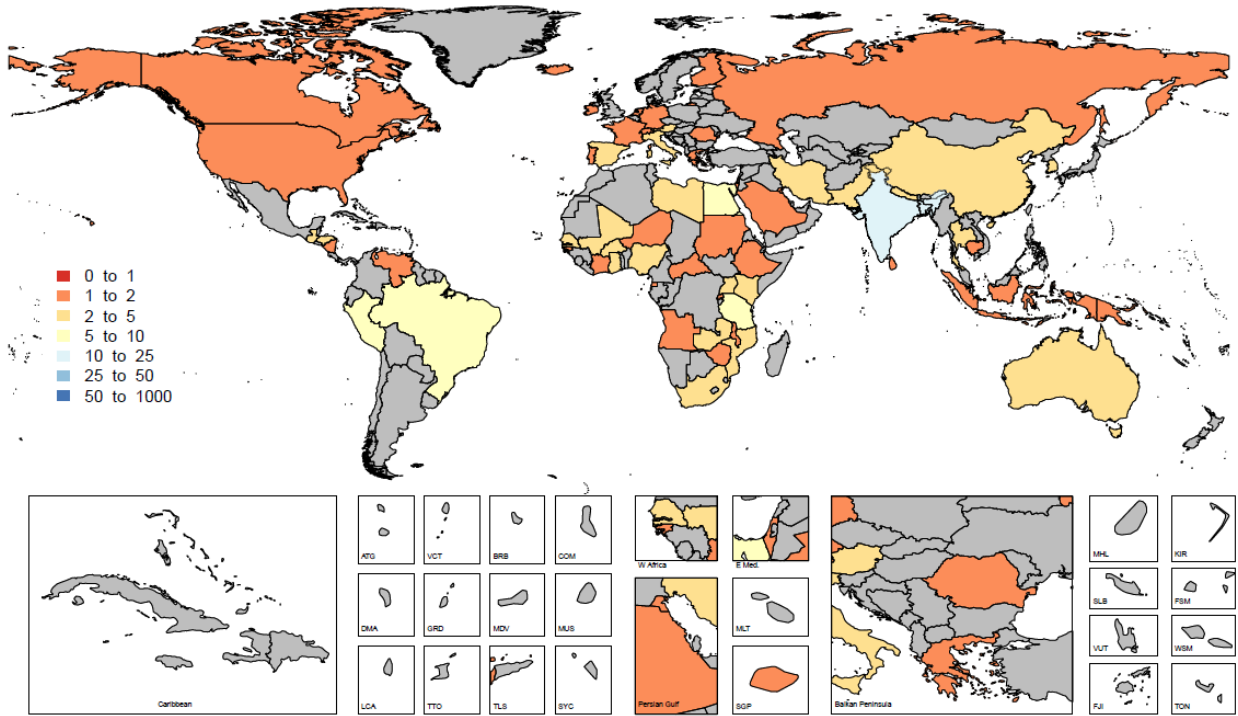 0 to 1
1 to 2
2 to 5
5 to 10
10 to 25
25 to 50
50 to 1000
ATG
VCT
BRB
COM
W Africa
E Med.
MHL
KIR
DMA
GRD
MDV
MUS
MLT
SLB
FSM
VUT
WSM
LCA
TTO
TLS
SYC
Caribbean
Persian Gulf
SGP
Balkan Peninsula
FJI
TON